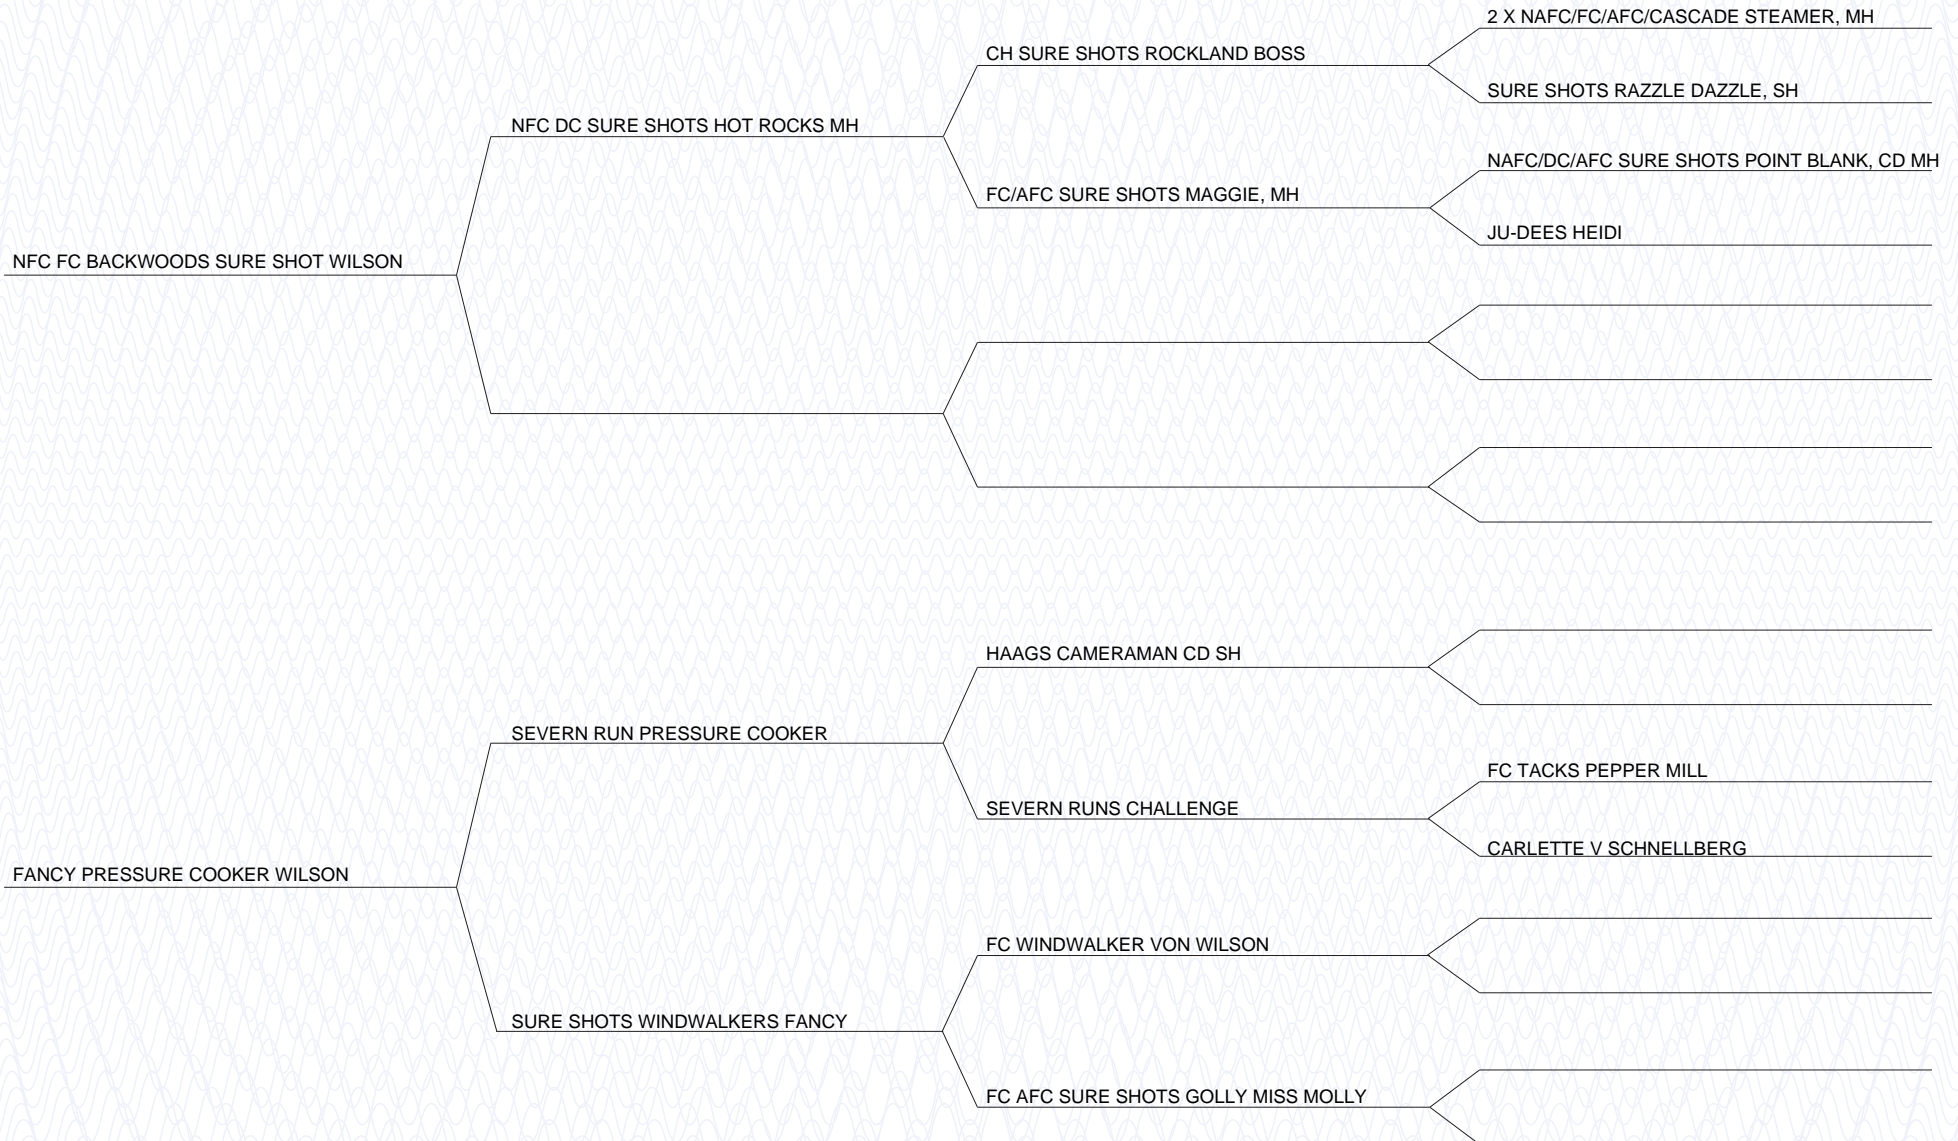 2 X NAFC/FC/AFC/CASCADE STEAMER, MH
CH SURE SHOTS ROCKLAND BOSS
SURE SHOTS RAZZLE DAZZLE, SH
NFC DC SURE SHOTS HOT ROCKS MH
NAFC/DC/AFC SURE SHOTS POINT BLANK, CD MH
FC/AFC SURE SHOTS MAGGIE, MH
JU-DEES HEIDI
NFC FC BACKWOODS SURE SHOT WILSON
HAAGS CAMERAMAN CD SH
SEVERN RUN PRESSURE COOKER
FC TACKS PEPPER MILL
SEVERN RUNS CHALLENGE
CARLETTE V SCHNELLBERG
FANCY PRESSURE COOKER WILSON
FC WINDWALKER VON WILSON
SURE SHOTS WINDWALKERS FANCY
FC AFC SURE SHOTS GOLLY MISS MOLLY